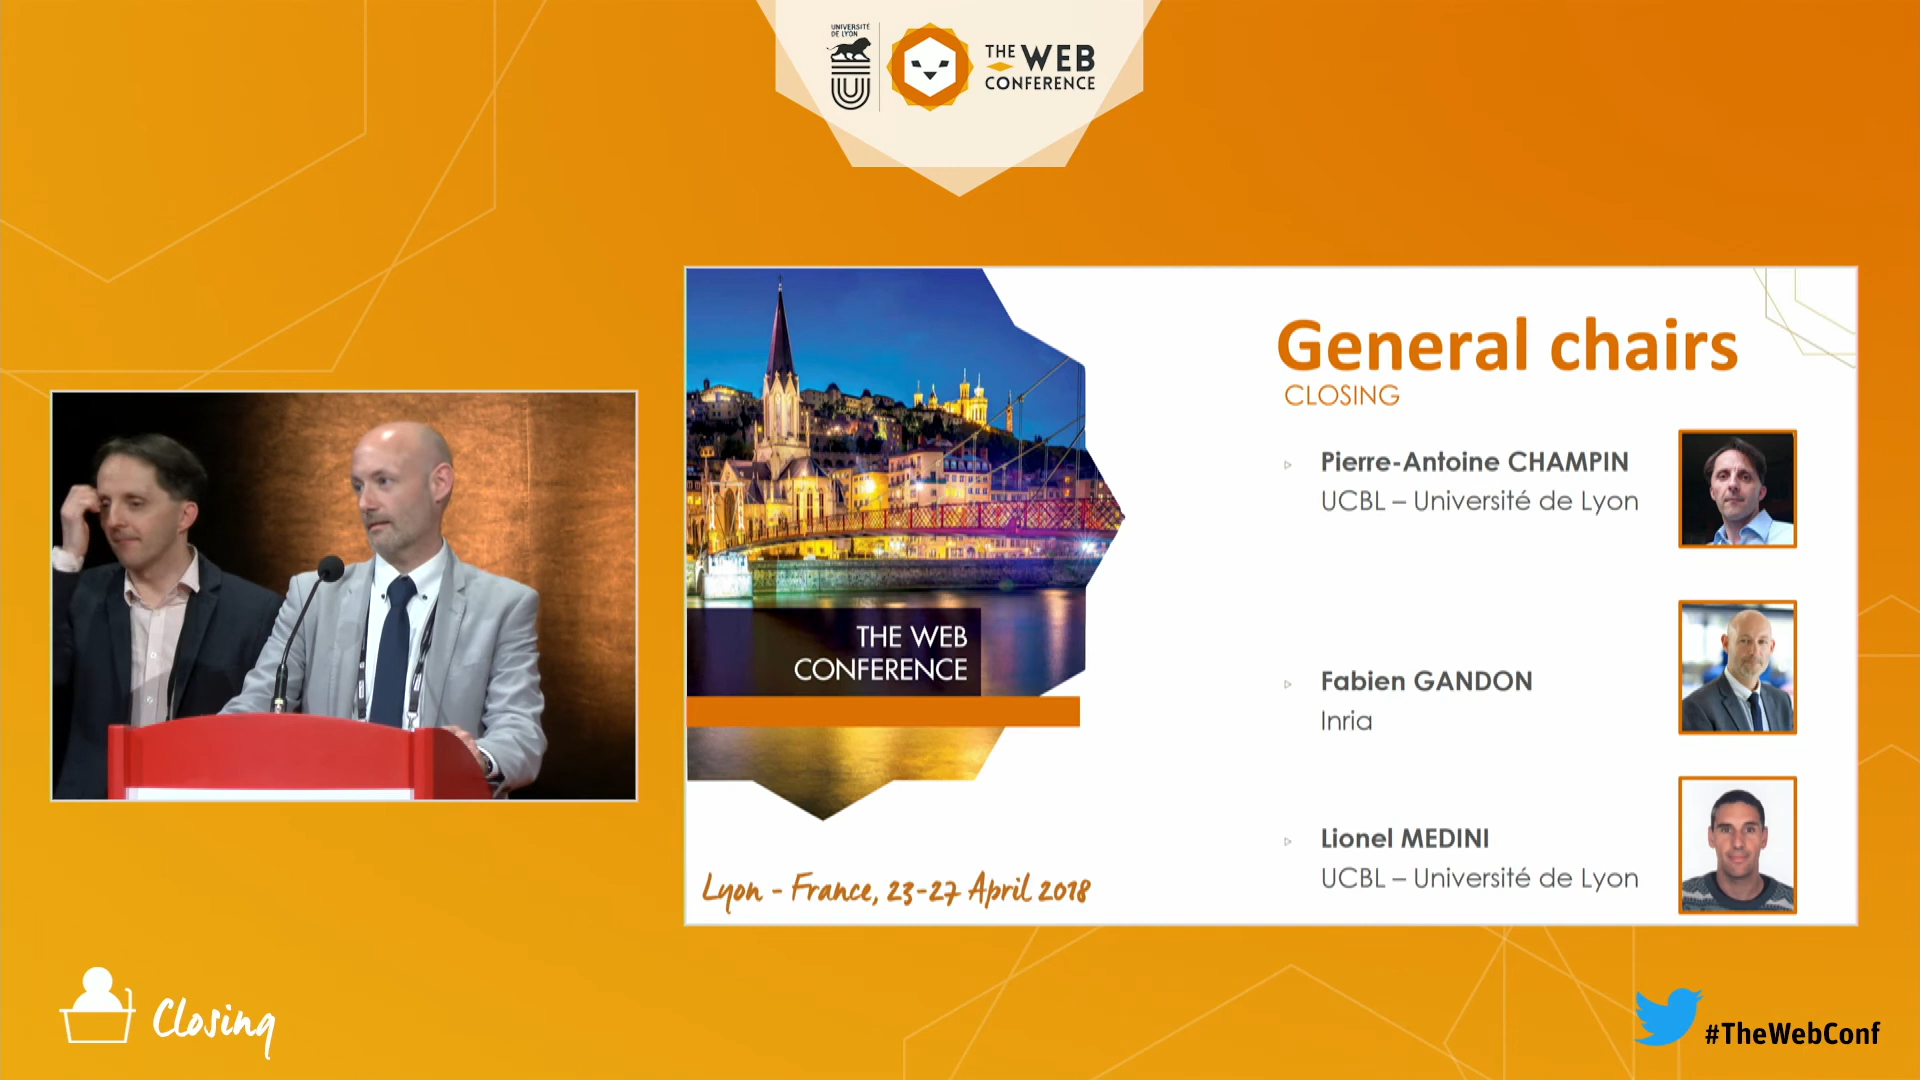 UNIVERSITÉ
DE LYON
THE WEB
CONFERENCE
General chairs
CLOSING
Pierre-Antoine CHAMPIN
UCBL – Université de Lyon
Fabien GANDON
Inria
Lionel MEDINI
UCBL – Université de Lyon
THE WEB
CONFERENCE
Lyon - France, 23-27 April 2018
Closing
#TheWebConf